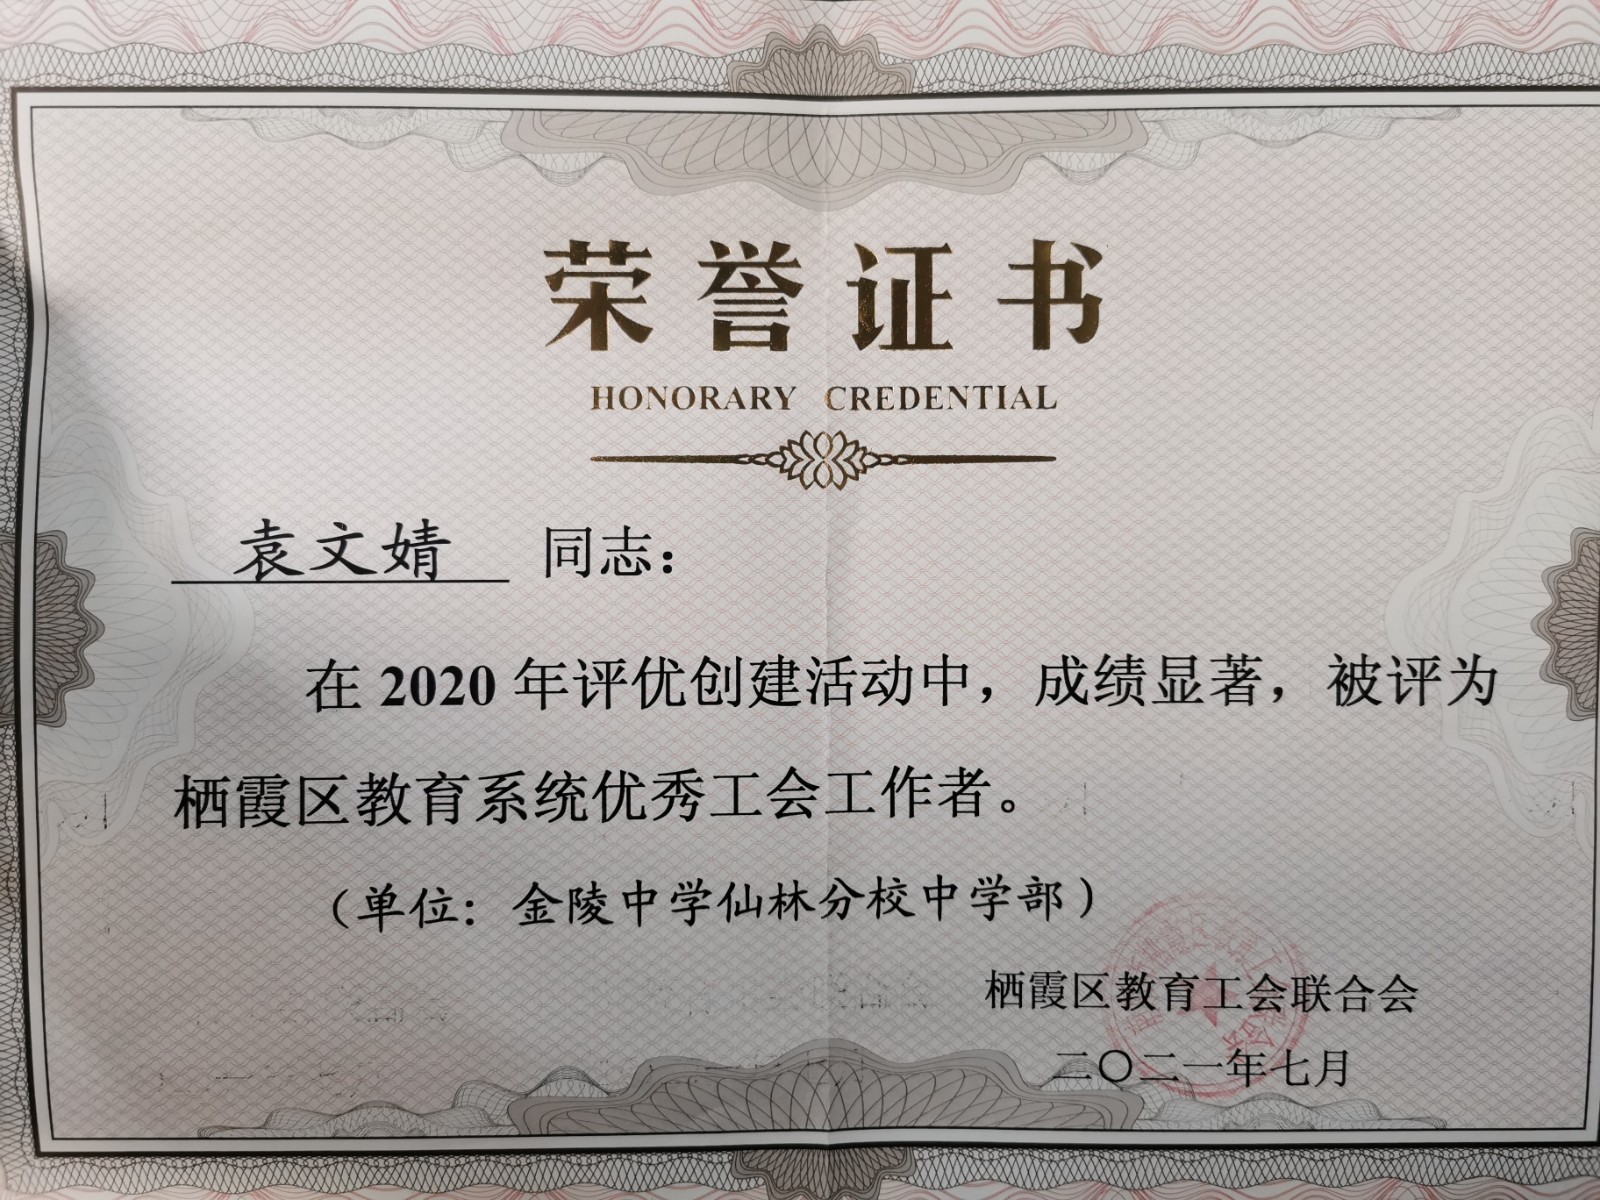 荣誉证书
HONORARY CREDENTIAL
袁文婧 同志：
在 2020 年评优创建活动中，成绩显著，被评为
栖霞区教育系统优秀工会工作者。
（单位：金陵中学仙林分校中学部）
栖霞区教育工会联合会
二〇二一年七月